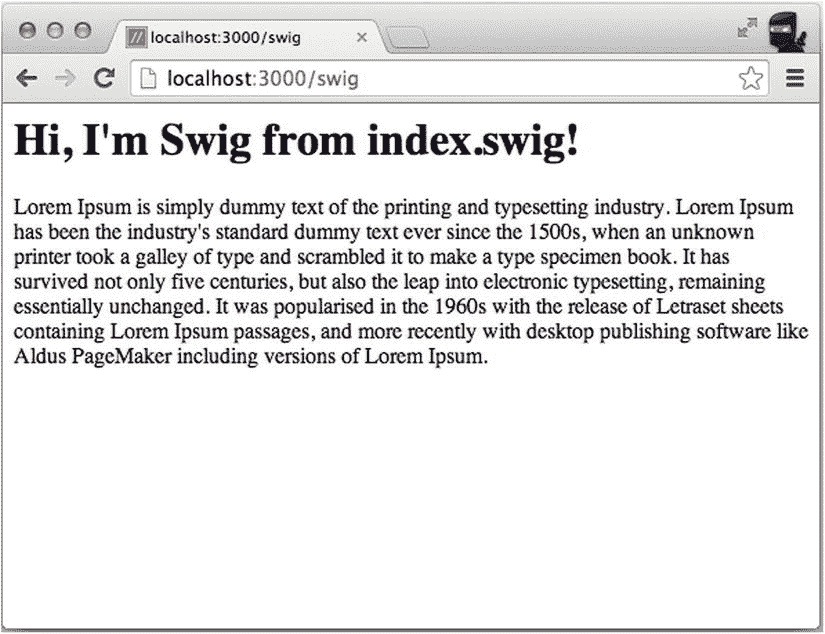 localhost:3000/swig
localhost:3000/swig
Hi, I'm Swig from index.swig!
Lorem Ipsum is simply dummy text of the printing and typesetting industry. Lorem Ipsum
has been the industry's standard dummy text ever since the 1500s, when an unknown
printer took a galley of type and scrambled it to make a type specimen book. It has
survived not only five centuries, but also the leap into electronic typesetting, remaining
essentially unchanged. It was popularised in the 1960s with the release of Letraset sheets
containing Lorem Ipsum passages, and more recently with desktop publishing software like
Aldus PageMaker including versions of Lorem Ipsum.